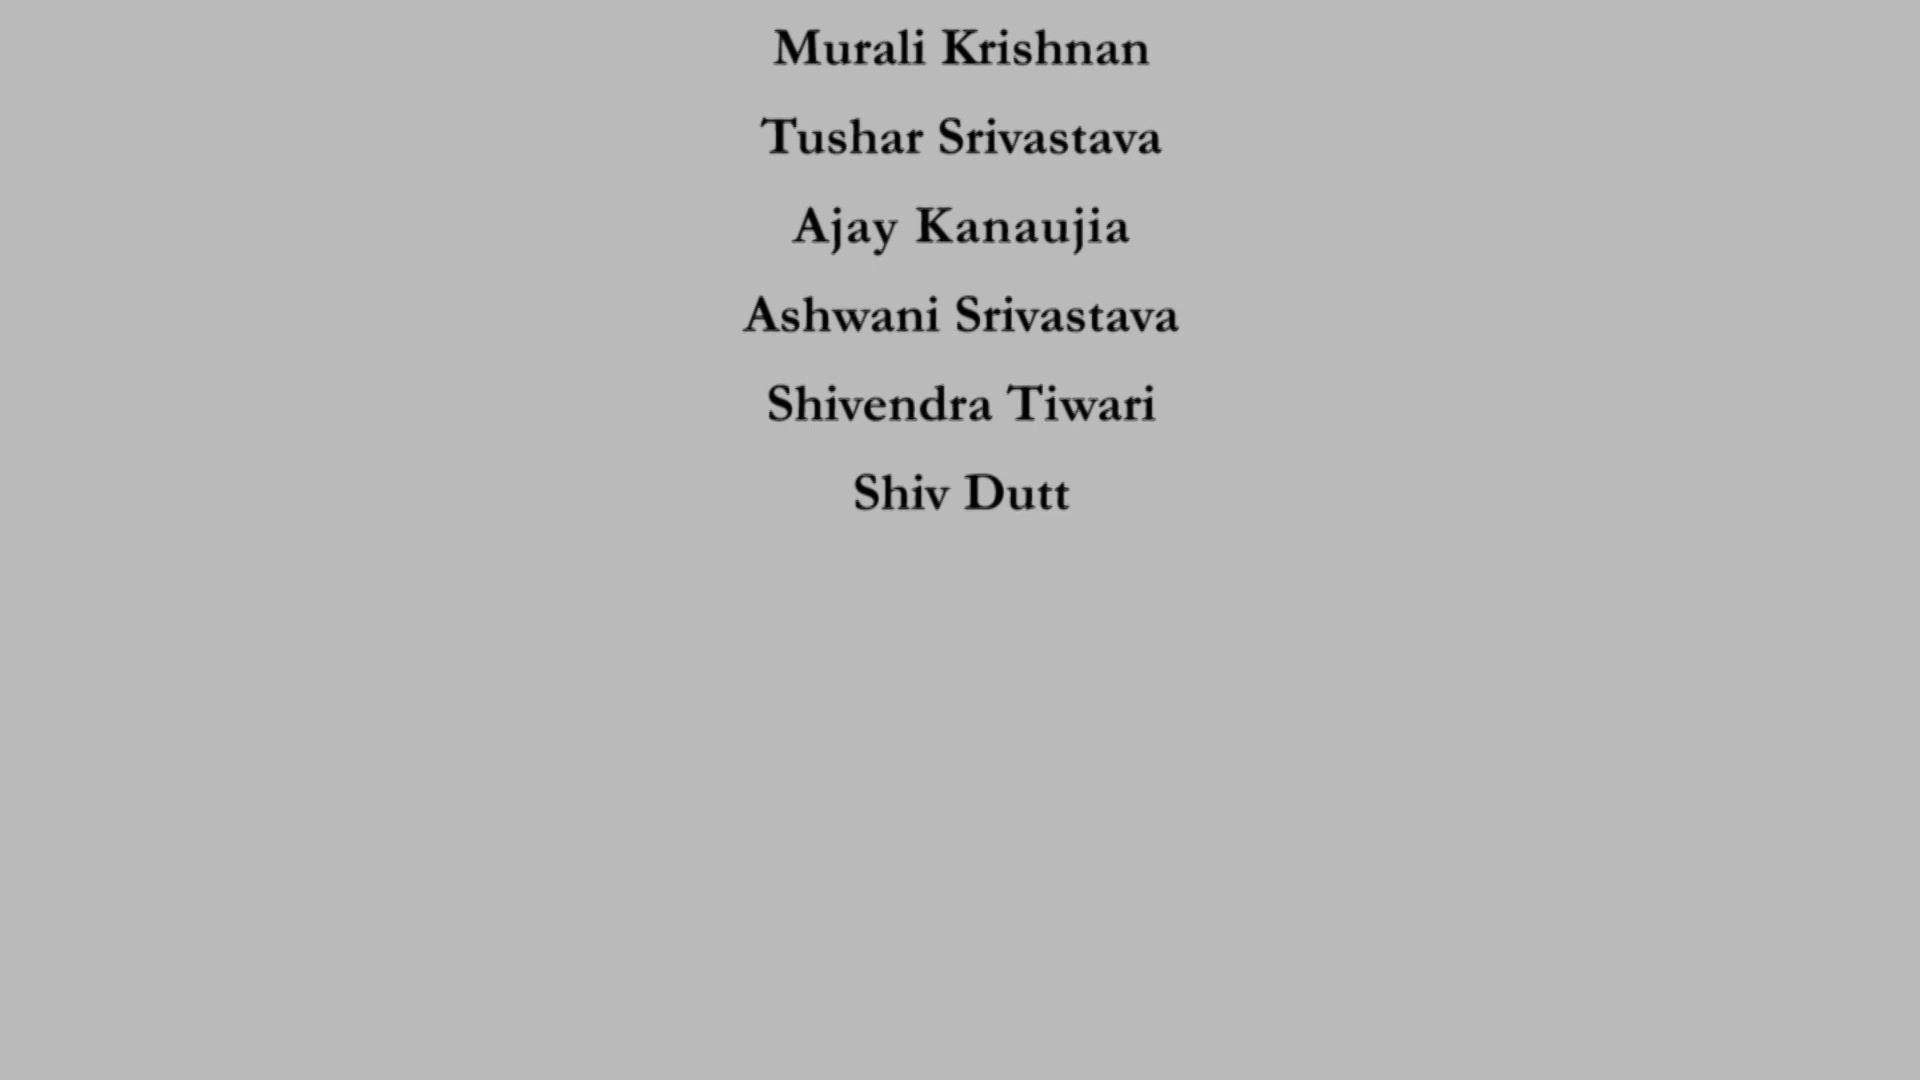 Murali Krishnan
Tushar Srivastava
Ajay Kanaujia
Ashwani Srivastava
Shivendra Tiwari
Shiv Dutt